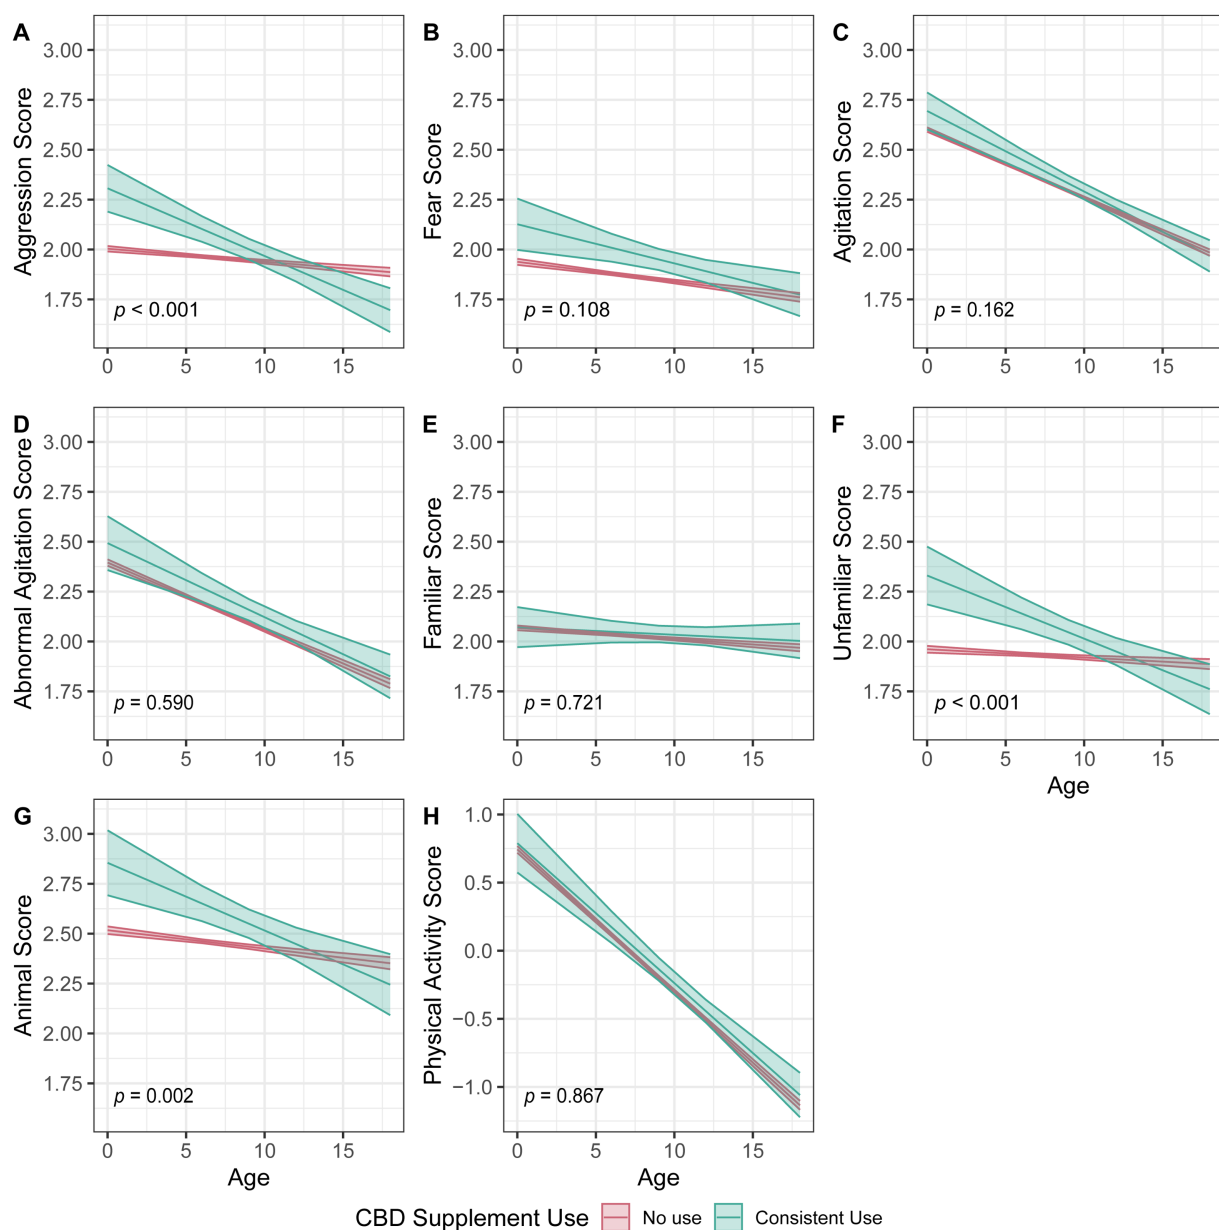 A
Aggression Score
3.00
2.75
2.50
2.25
2.00
1.75
p < 0.001
0 5 10 15
B
Fear Score
3.00
2.75
2.50
2.25
2.00
1.75
p = 0.108
0 5 10 15
C
Agitation Score
3.00
2.75
2.50
2.25
2.00
1.75
p = 0.162
0 5 10 15
D
Abnormal Agitation Score
3.00
2.75
2.50
2.25
2.00
1.75
p = 0.590
0 5 10 15
E
Familiar Score
3.00
2.75
2.50
2.25
2.00
1.75
p = 0.721
0 5 10 15
F
Unfamiliar Score
3.00
2.75
2.50
2.25
2.00
1.75
p < 0.001
0 5 10 15
Age
G
Animal Score
3.00
2.75
2.50
2.25
2.00
1.75
p = 0.002
0 5 10 15
Age
H
Physical Activity Score
1.0
0.5
0.0
−0.5
−1.0
p = 0.867
0 5 10 15
Age
CBD Supplement Use No use Consistent Use